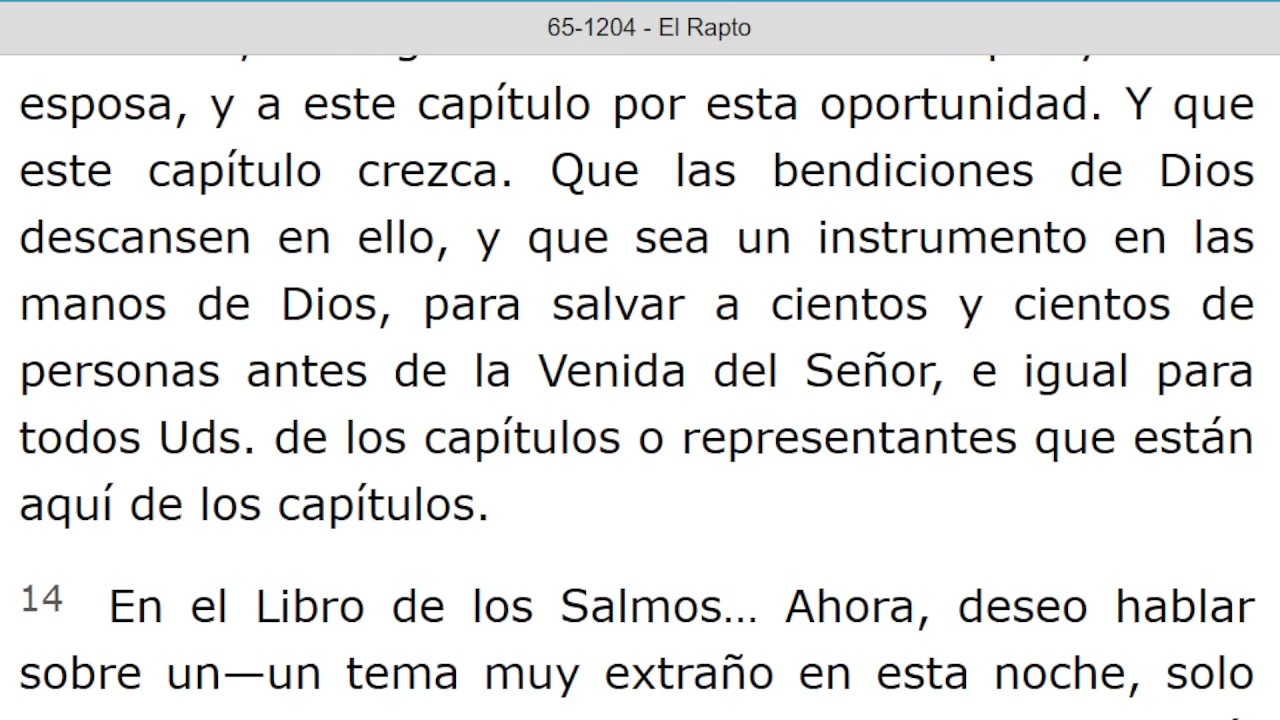 65-1204 - El Rapto
esposa, y a este capítulo por esta oportunidad. Y que
este capítulo crezca. Que las bendiciones de Dios
descansen en ello, y que sea un instrumento en las
manos de Dios, para salvar a cientos y cientos de
personas antes de la Venida del Señor, e igual para
todos Uds. de los capítulos o representantes que están
aquí de los capítulos.
14 En el Libro de los Salmos... Ahora, deseo hablar
sobre un—un tema muy extraño en esta noche, solo